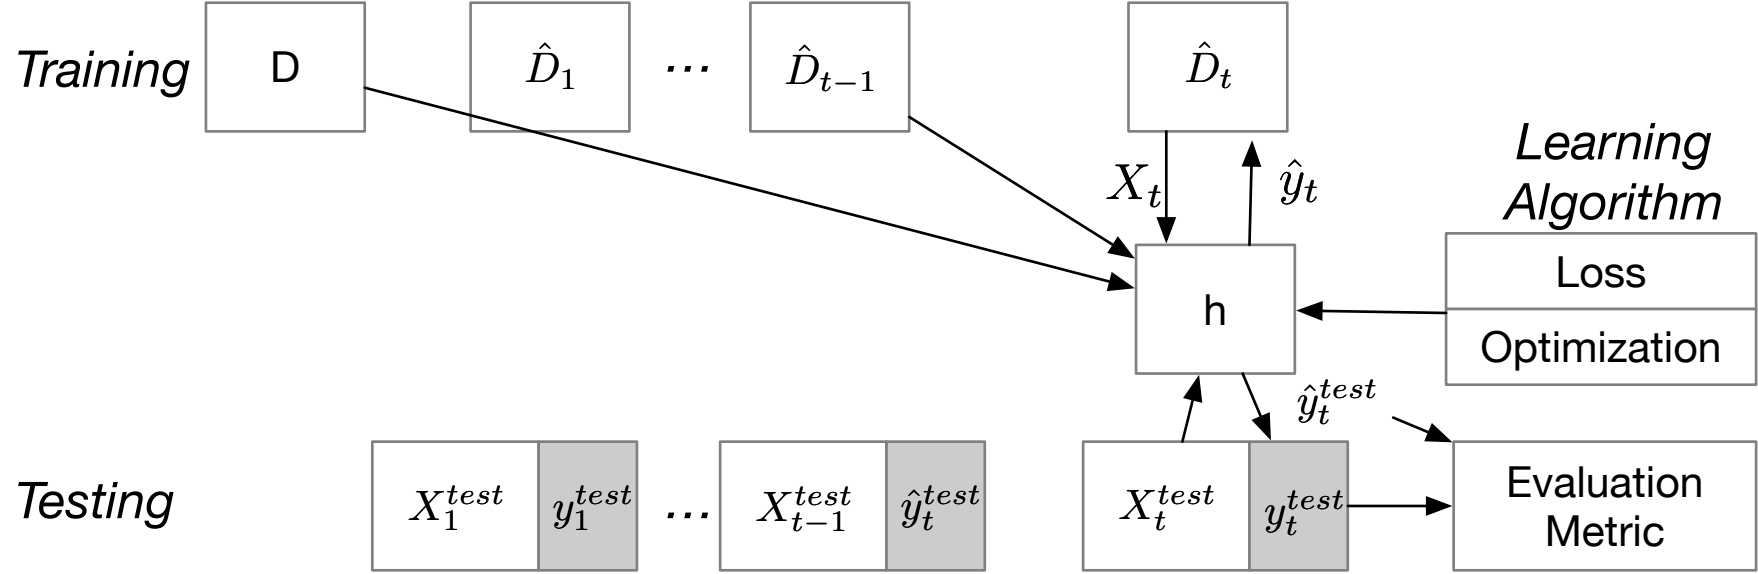 Training
D
D̂₁
...
D̂ₜ₋₁
D̂ₜ
Xₜ
ŷₜ
Learning
Algorithm
Loss
Optimization
h
ŷₜᵗᵉˢᵗ
Testing
X₁ᵗᵉˢᵗ
y₁ᵗᵉˢᵗ
...
Xₜ₋₁ᵗᵉˢᵗ
ŷₜᵗᵉˢᵗ
Xₜᵗᵉˢᵗ
yₜᵗᵉˢᵗ
Evaluation
Metric